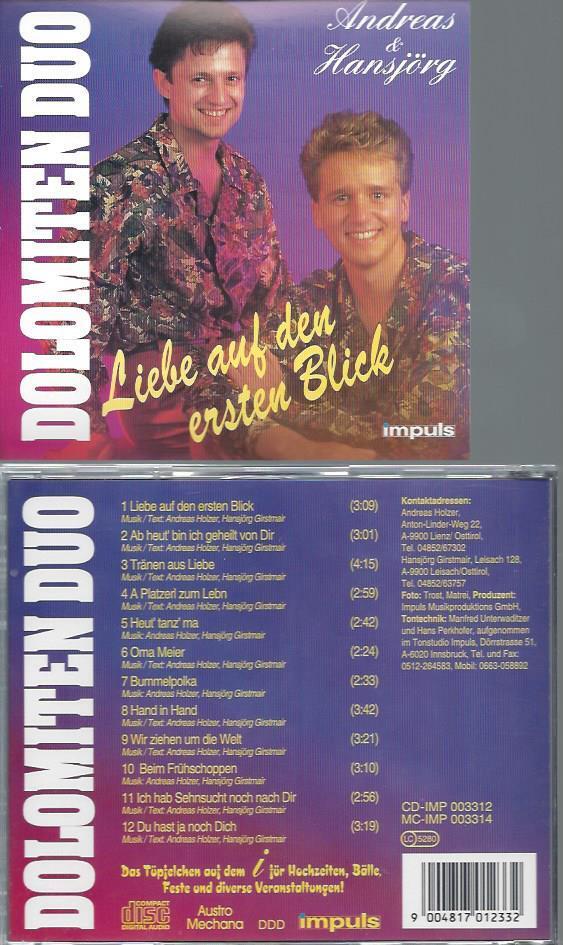 DOLOMITEN DUO
Andreas
&
Hansjörg
Liebe auf den
ersten Blick
impuls
DOLOMITEN DUO
1 Liebe auf den ersten Blick (3:09)
Musik / Text: Andreas Holzer, Hansjörg Girstmair
2 Ab heut' bin ich geheilt von Dir (3:01)
Musik / Text: Andreas Holzer, Hansjörg Girstmair
3 Tränen aus Liebe (4:15)
Musik / Text: Andreas Holzer, Hansjörg Girstmair
4 A Platzerl zum Lebn (2:59)
Musik / Text: Andreas Holzer, Hansjörg Girstmair
5 Heut' tanz' ma (2:42)
Musik: Andreas Holzer, Hansjörg Girstmair
6 Oma Meier (2:24)
Musik / Text: Andreas Holzer, Hansjörg Girstmair
7 Bummelpolka (2:33)
Musik: Andreas Holzer, Hansjörg Girstmair
8 Hand in Hand (3:42)
Musik / Text: Andreas Holzer, Hansjörg Girstmair
9 Wir ziehen um die Welt (3:21)
Musik / Text: Andreas Holzer, Hansjörg Girstmair
10 Beim Frühschoppen (3:10)
Musik: Andreas Holzer, Hansjörg Girstmair
11 Ich hab Sehnsucht noch nach Dir (2:56)
Musik / Text: Andreas Holzer, Hansjörg Girstmair
12 Du hast ja noch Dich (3:19)
Musik / Text: Andreas Holzer, Hansjörg Girstmair
Das Tüpfelchen auf dem i für Hochzeiten, Bälle,
Feste und diverse Veranstaltungen!
COMPACT
disc
DIGITAL AUDIO
Austro
Mechana
DDD
impuls
Kontaktadressen:
Andreas Holzer,
Anton-Linder-Weg 22,
A-9900 Lienz/ Osttirol,
Tel. 04852/67302
Hansjörg Girstmair, Leisach 128,
A-9900 Leisach/Osttirol,
Tel. 04852/63757
Foto: Trost, Matrei, Produzent:
Impuls Musikproduktions GmbH,
Tontechnik: Manfred Unterwaditzer
und Hans Perkhofer, aufgenommen
im Tonstudio Impuls, Dörrstrasse 51,
A-6020 Innsbruck, Tel. und Fax:
0512-264583, Mobil: 0663-058892
CD-IMP 003312
MC-IMP 003314
LC 5280
9 004817 012332